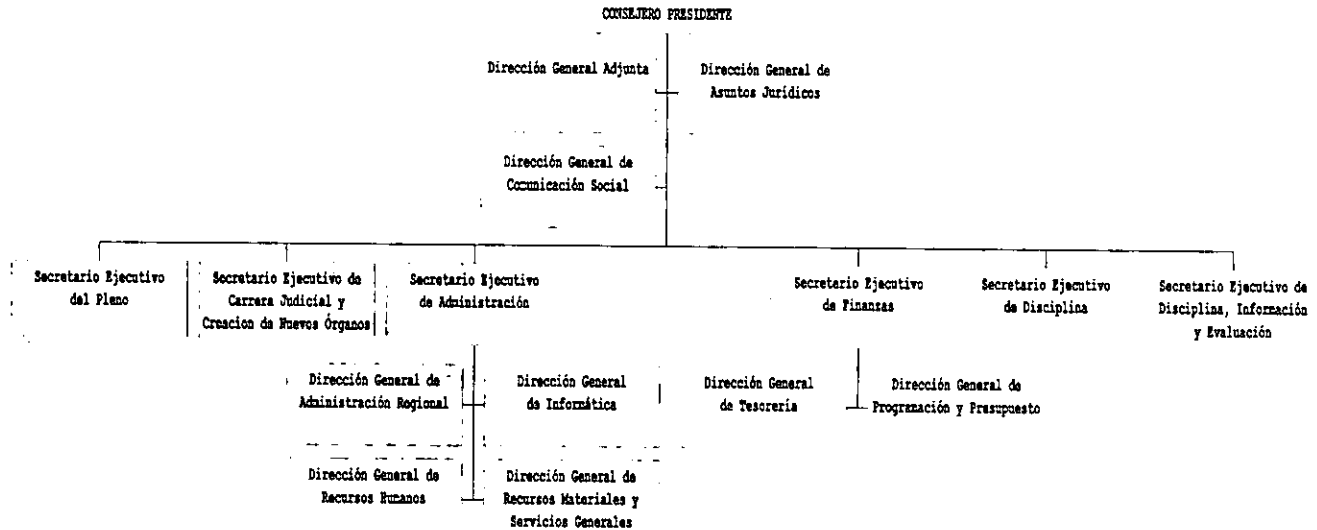 CONSEJERO PRESIDENTE
Dirección General Adjunta
Dirección General de
Asuntos Jurídicos
Dirección General de
Comunicación Social
Secretario Ejecutivo
del Pleno
Secretario Ejecutivo de
Carrera Judicial y
Creacion de Nuevos Órganos
Secretario Ejecutivo
de Administración
Secretario Ejecutivo
de Finanzas
Secretario Ejecutivo
de Disciplina
Secretario Ejecutivo de
Disciplina, Información
y Evaluación
Dirección General de
Administración Regional
Dirección General
de Informática
Dirección General
de Tesorería
Dirección General de
Programación y Presupuesto
Dirección General de
Recursos Humanos
Dirección General de
Recursos Materiales y
Servicios Generales